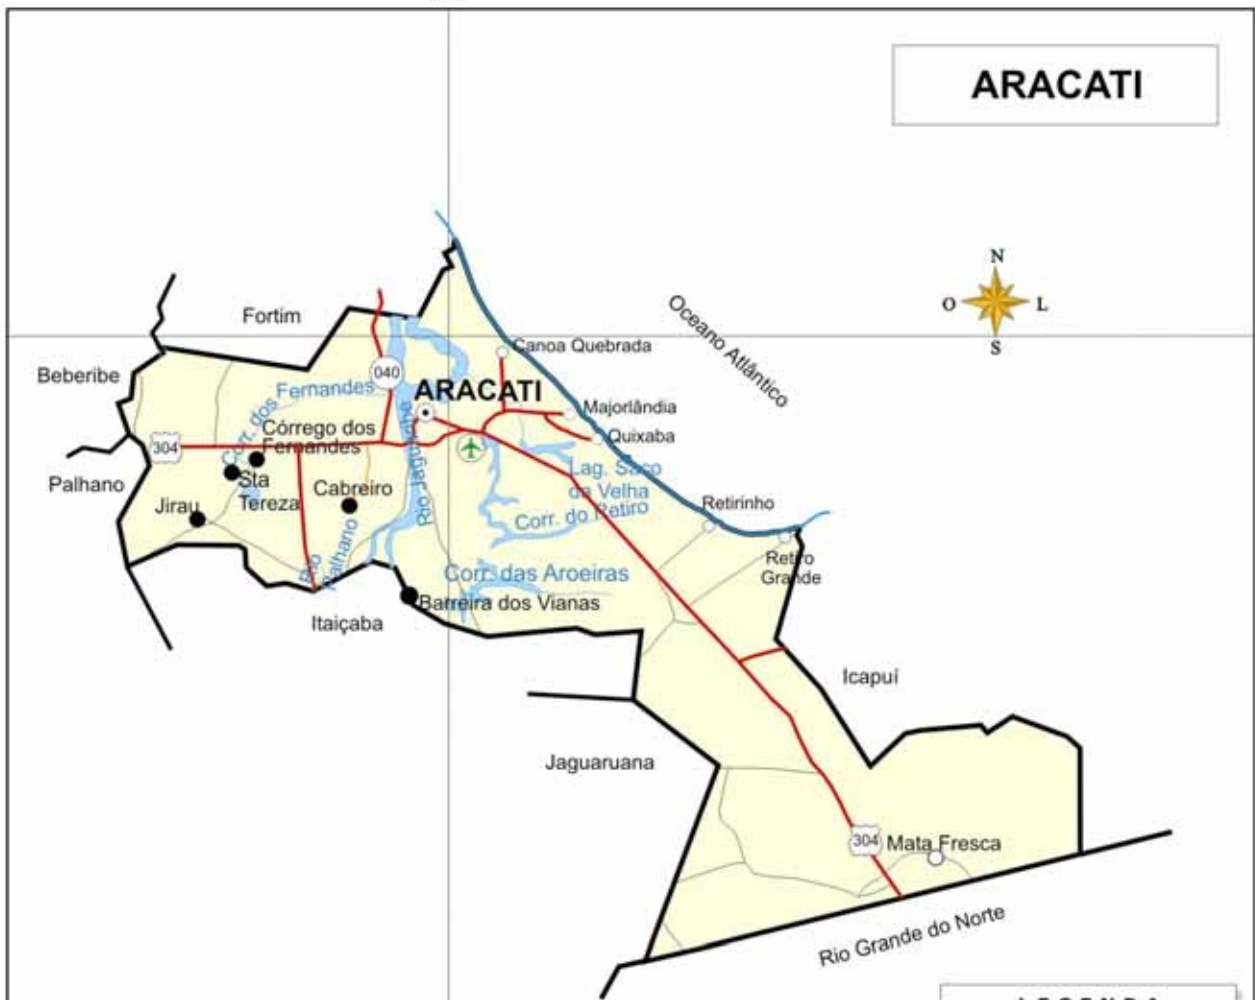 ARACATI
N
O
L
S
Oceano Atlântico
Fortim
Beberibe
Canoa Quebrada
040
Corr. dos Fernandes
ARACATI
Majorlândia
Quixaba
304
Córrego dos
Fernandes
Rio Jaguaribe
Palhano
Sta
Tereza
Cabreiro
Jirau
Lag. Saco
da Velha
Corr. do Retiro
Retirinho
Retiro
Grande
Rio
Palhano
Corr. das Aroeiras
Barreira dos Vianas
Itaiçaba
Icapuí
Jaguaruana
304
Mata Fresca
Rio Grande do Norte
LEGENDA